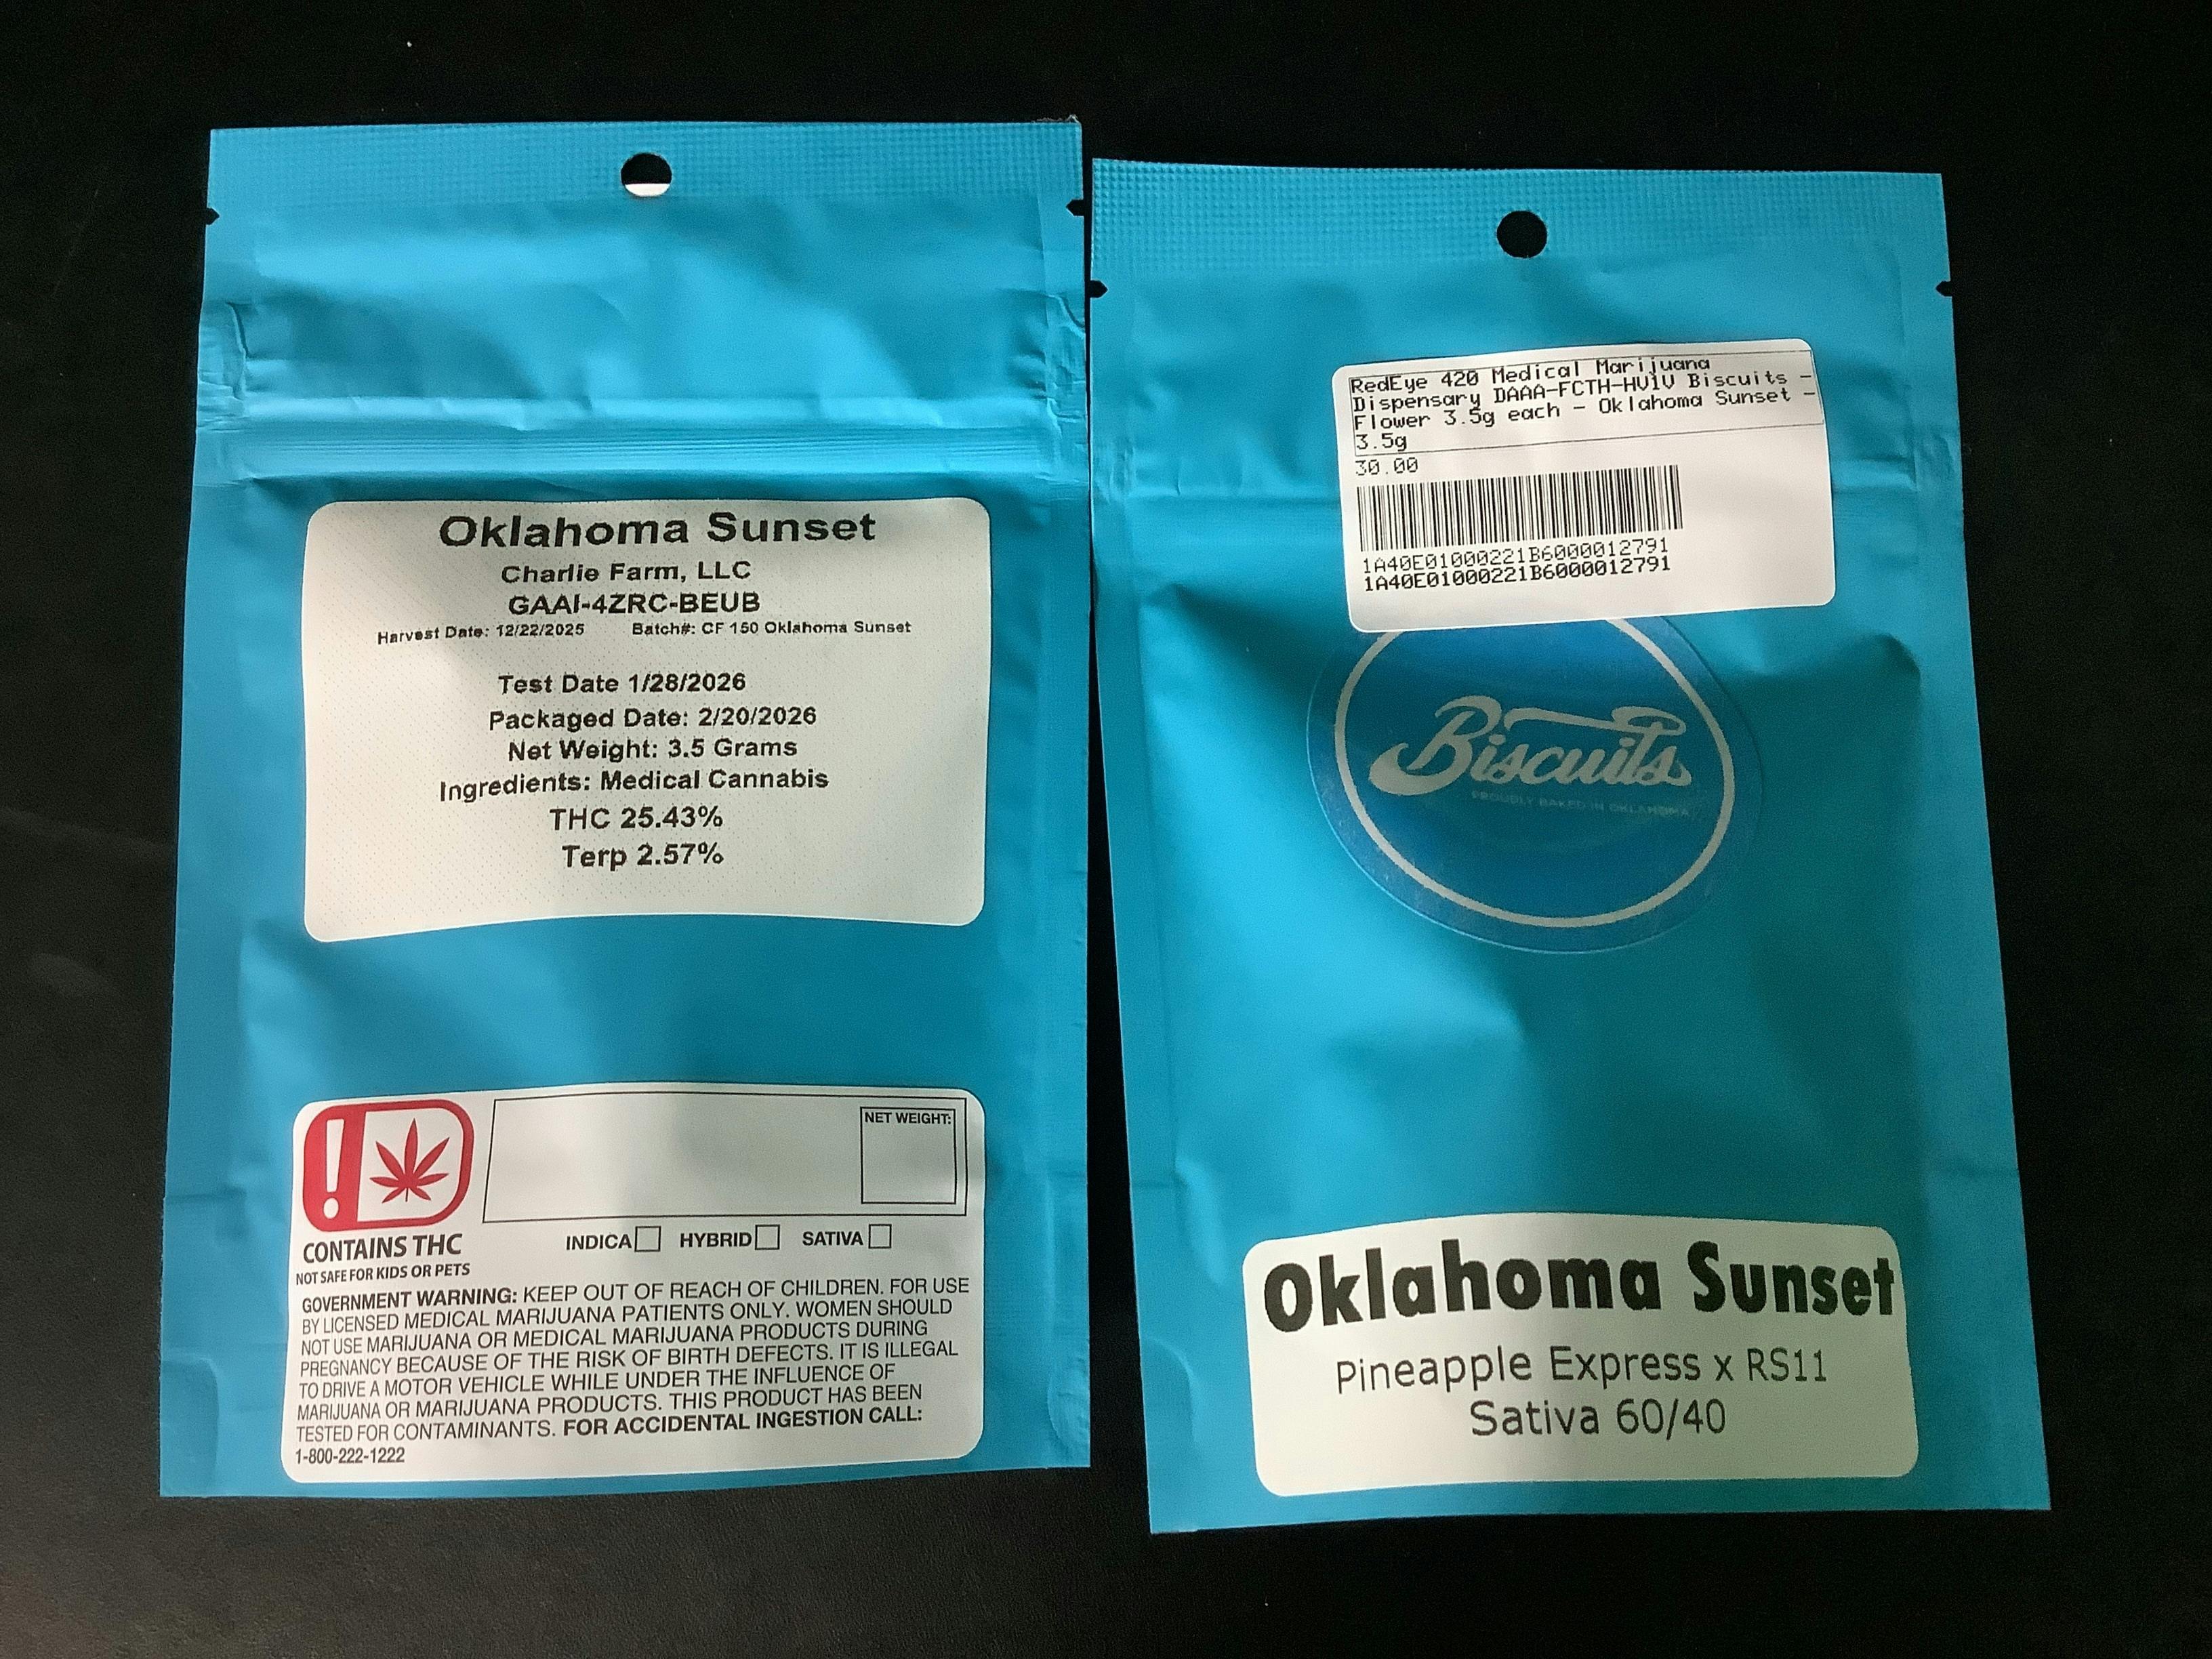 Oklahoma Sunset
Charlie Farm, LLC
GAAI-4ZRC-BEUB
Harvest Date: 12/22/2025 Batch#: CF 150 Oklahoma Sunset
Test Date 1/28/2026
Packaged Date: 2/20/2026
Net Weight: 3.5 Grams
Ingredients: Medical Cannabis
THC 25.43%
Terp 2.57%
NET WEIGHT:
INDICA HYBRID SATIVA
CONTAINS THC
NOT SAFE FOR KIDS OR PETS
GOVERNMENT WARNING: KEEP OUT OF REACH OF CHILDREN. FOR USE
BY LICENSED MEDICAL MARIJUANA PATIENTS ONLY. WOMEN SHOULD
NOT USE MARIJUANA OR MEDICAL MARIJUANA PRODUCTS DURING
PREGNANCY BECAUSE OF THE RISK OF BIRTH DEFECTS. IT IS ILLEGAL
TO DRIVE A MOTOR VEHICLE WHILE UNDER THE INFLUENCE OF
MARIJUANA OR MARIJUANA PRODUCTS. THIS PRODUCT HAS BEEN
TESTED FOR CONTAMINANTS. FOR ACCIDENTAL INGESTION CALL:
1-800-222-1222
RedEye 420 Medical Marijuana
Dispensary DAAA-FCTH-HV1V Biscuits -
Flower 3.5g each - Oklahoma Sunset -
3.5g
30.00
1A40E01000221B6000012791
1A40E01000221B6000012791
Biscuits
PROUDLY BAKED IN OKLAHOMA
Oklahoma Sunset
Pineapple Express x RS11
Sativa 60/40